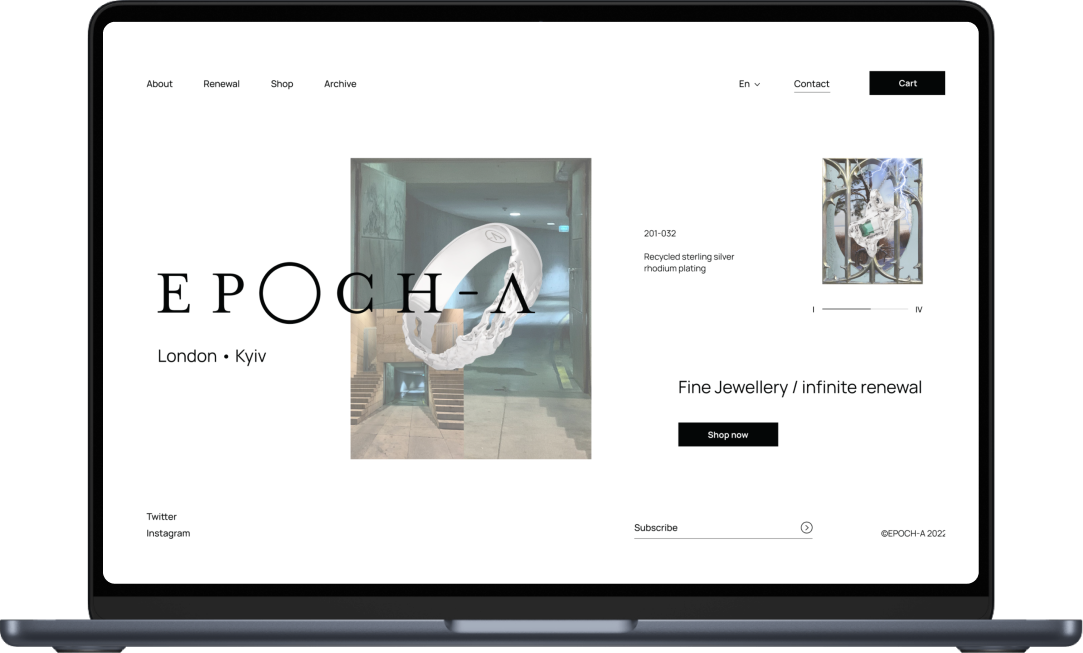 About Renewal Shop Archive En Contact Cart
201-032
Recycled sterling silver
rhodium plating
I IV
EPOCH-Λ
London • Kyiv
Fine Jewellery / infinite renewal
Shop now
Twitter
Instagram
Subscribe
©EPOCH-A 2022